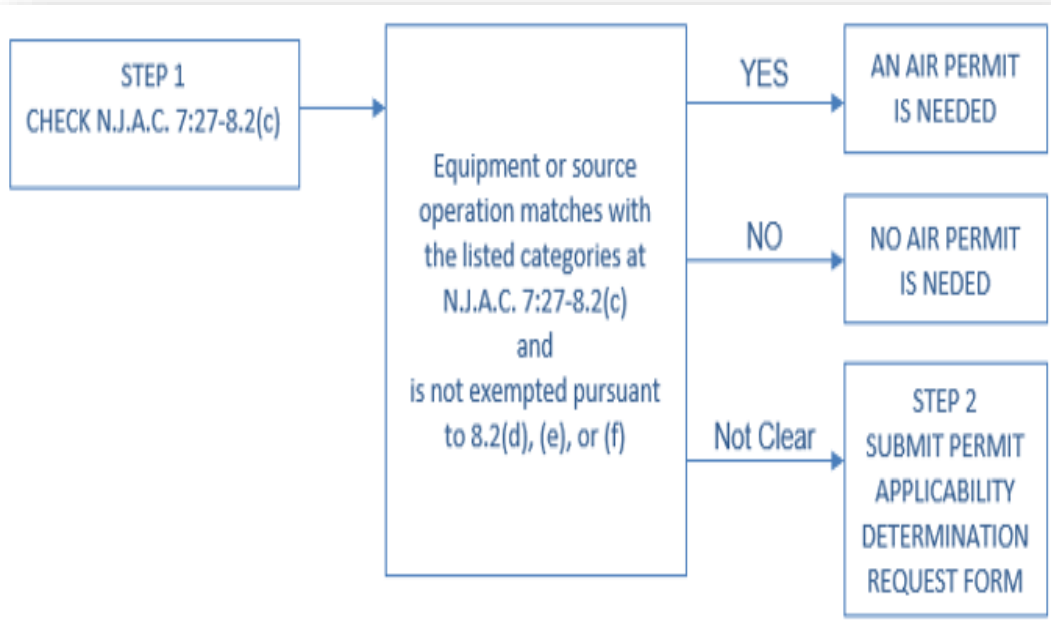 STEP 1
CHECK N.J.A.C. 7:27-8.2(c)
Equipment or source
operation matches with
the listed categories at
N.J.A.C. 7:27-8.2(c)
and
is not exempted pursuant
to 8.2(d), (e), or (f)
YES
AN AIR PERMIT
IS NEEDED
NO
NO AIR PERMIT
IS NEDED
Not Clear
STEP 2
SUBMIT PERMIT
APPLICABILITY
DETERMINATION
REQUEST FORM